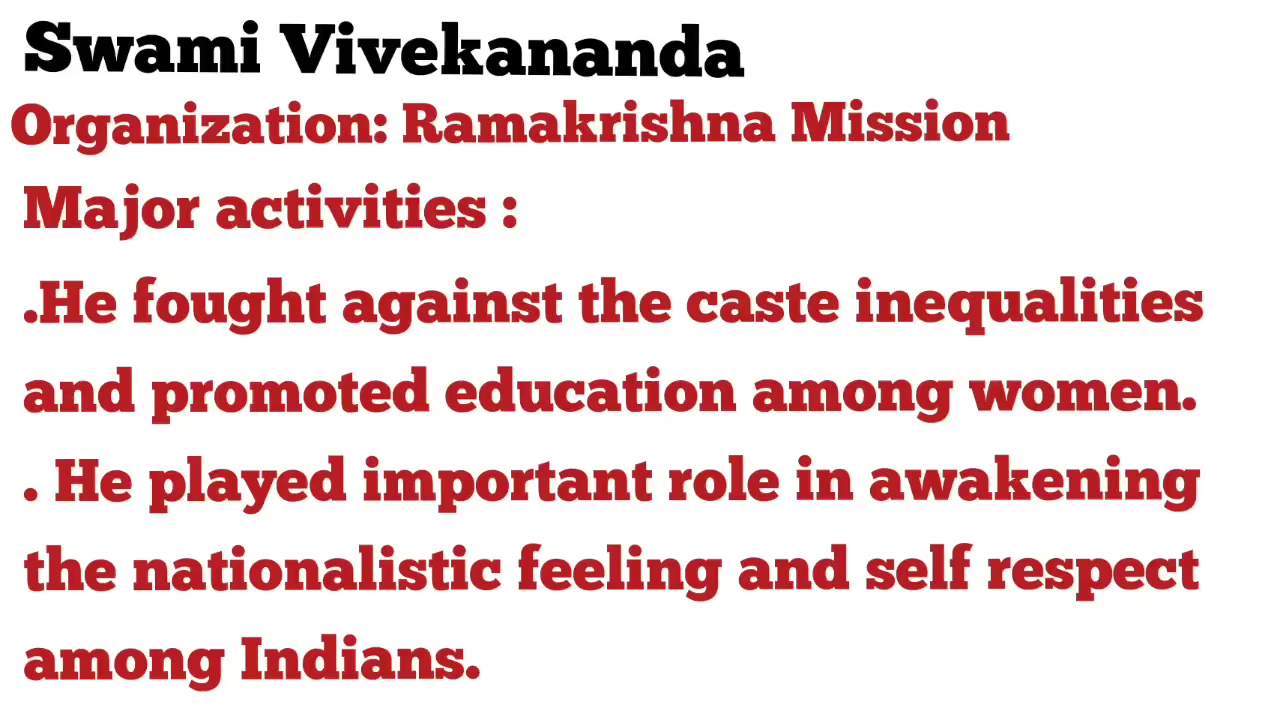 Swami Vivekananda
Organization: Ramakrishna Mission
Major activities :
.He fought against the caste inequalities
and promoted education among women.
. He played important role in awakening
the nationalistic feeling and self respect
among Indians.